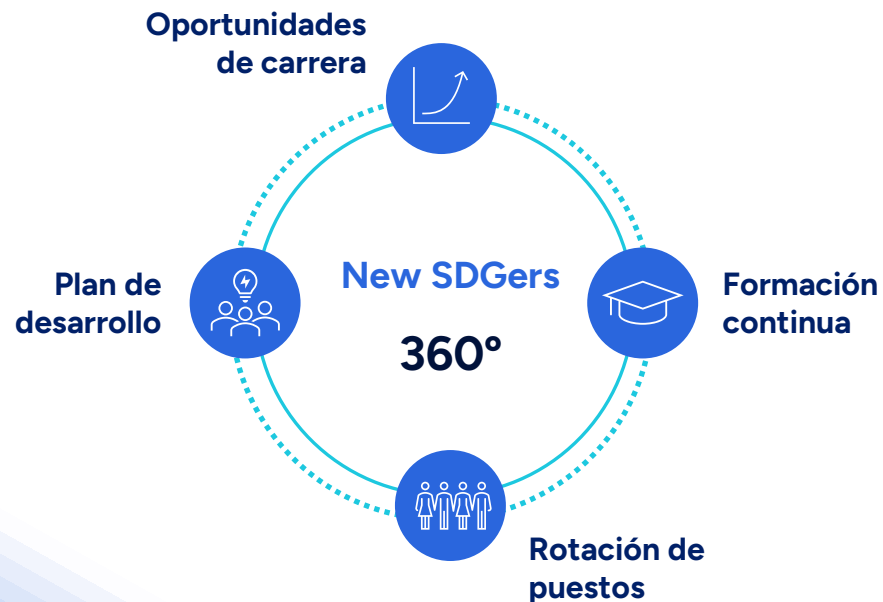 Oportunidades
de carrera
New SDGers
360º
Plan de
desarrollo
Formación
continua
Rotación de
puestos